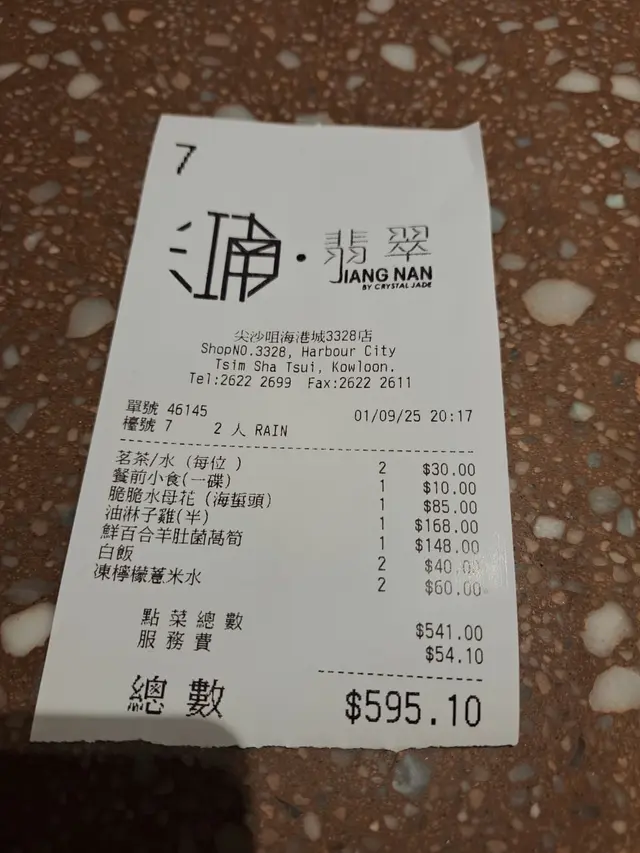 7
江南·翡翠
JIANG NAN
BY CRYSTAL JADE
尖沙咀海港城3328店
ShopNO.3328, Harbour City
Tsim Sha Tsui, Kowloon.
Tel:2622 2699 Fax:2622 2611
單號 46145 01/09/25 20:17
檯號 7 2 人 RAIN
茗茶/水 (每位 ) 2 $30.00
餐前小食(一碟) 1 $10.00
脆脆水母花 (海蜇頭) 1 $85.00
油淋子雞(半) 1 $168.00
鮮百合羊肚菌萵筍 1 $148.00
白飯 2 $40.00
凍檸檬薏米水 2 $60.00
點菜總數 $541.00
服務費 $54.10
總數 $595.10